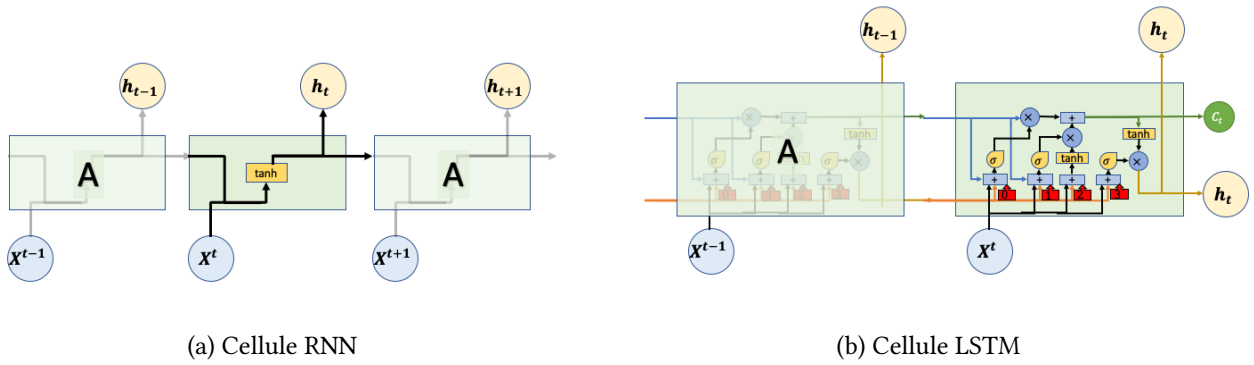 h_{t-1} h_t h_{t+1}
A tanh A
X^{t-1} X^t X^{t+1}
(a) Cellule RNN
h_{t-1} h_t
× + × + C_t
tanh tanh
σ σ A σ × σ σ tanh σ ×
+ + + + + + + +
0 1 2 3 h_t
X^{t-1} X^t
(b) Cellule LSTM